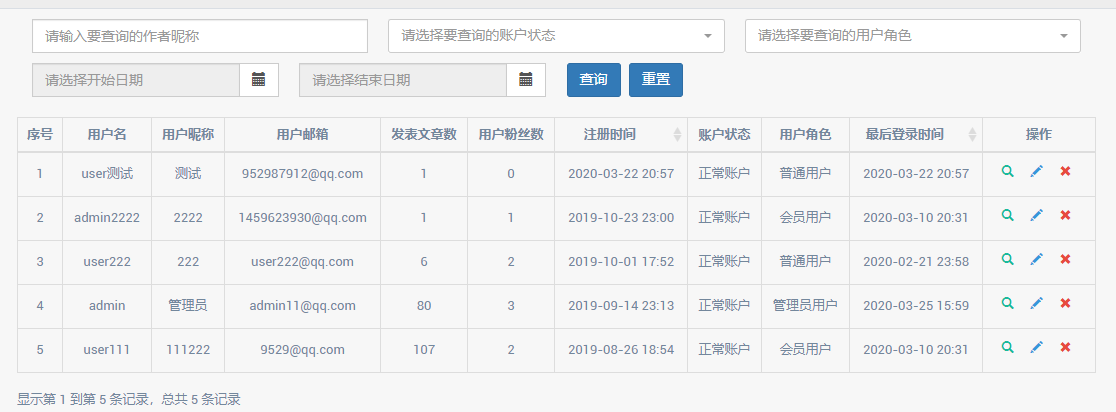 请输入要查询的作者昵称 请选择要查询的账户状态 请选择要查询的用户角色
请选择开始日期 请选择结束日期 查询 重置
序号 用户名 用户昵称 用户邮箱 发表文章数 用户粉丝数 注册时间 账户状态 用户角色 最后登录时间 操作
1 user测试 测试 952987912@qq.com 1 0 2020-03-22 20:57 正常账户 普通用户 2020-03-22 20:57
2 admin2222 2222 1459623930@qq.com 1 1 2019-10-23 23:00 正常账户 会员用户 2020-03-10 20:31
3 user222 222 user222@qq.com 6 2 2019-10-01 17:52 正常账户 普通用户 2020-02-21 23:58
4 admin 管理员 admin11@qq.com 80 3 2019-09-14 23:13 正常账户 管理员用户 2020-03-25 15:59
5 user111 111222 9529@qq.com 107 2 2019-08-26 18:54 正常账户 会员用户 2020-03-10 20:31
显示第 1 到第 5 条记录，总共 5 条记录